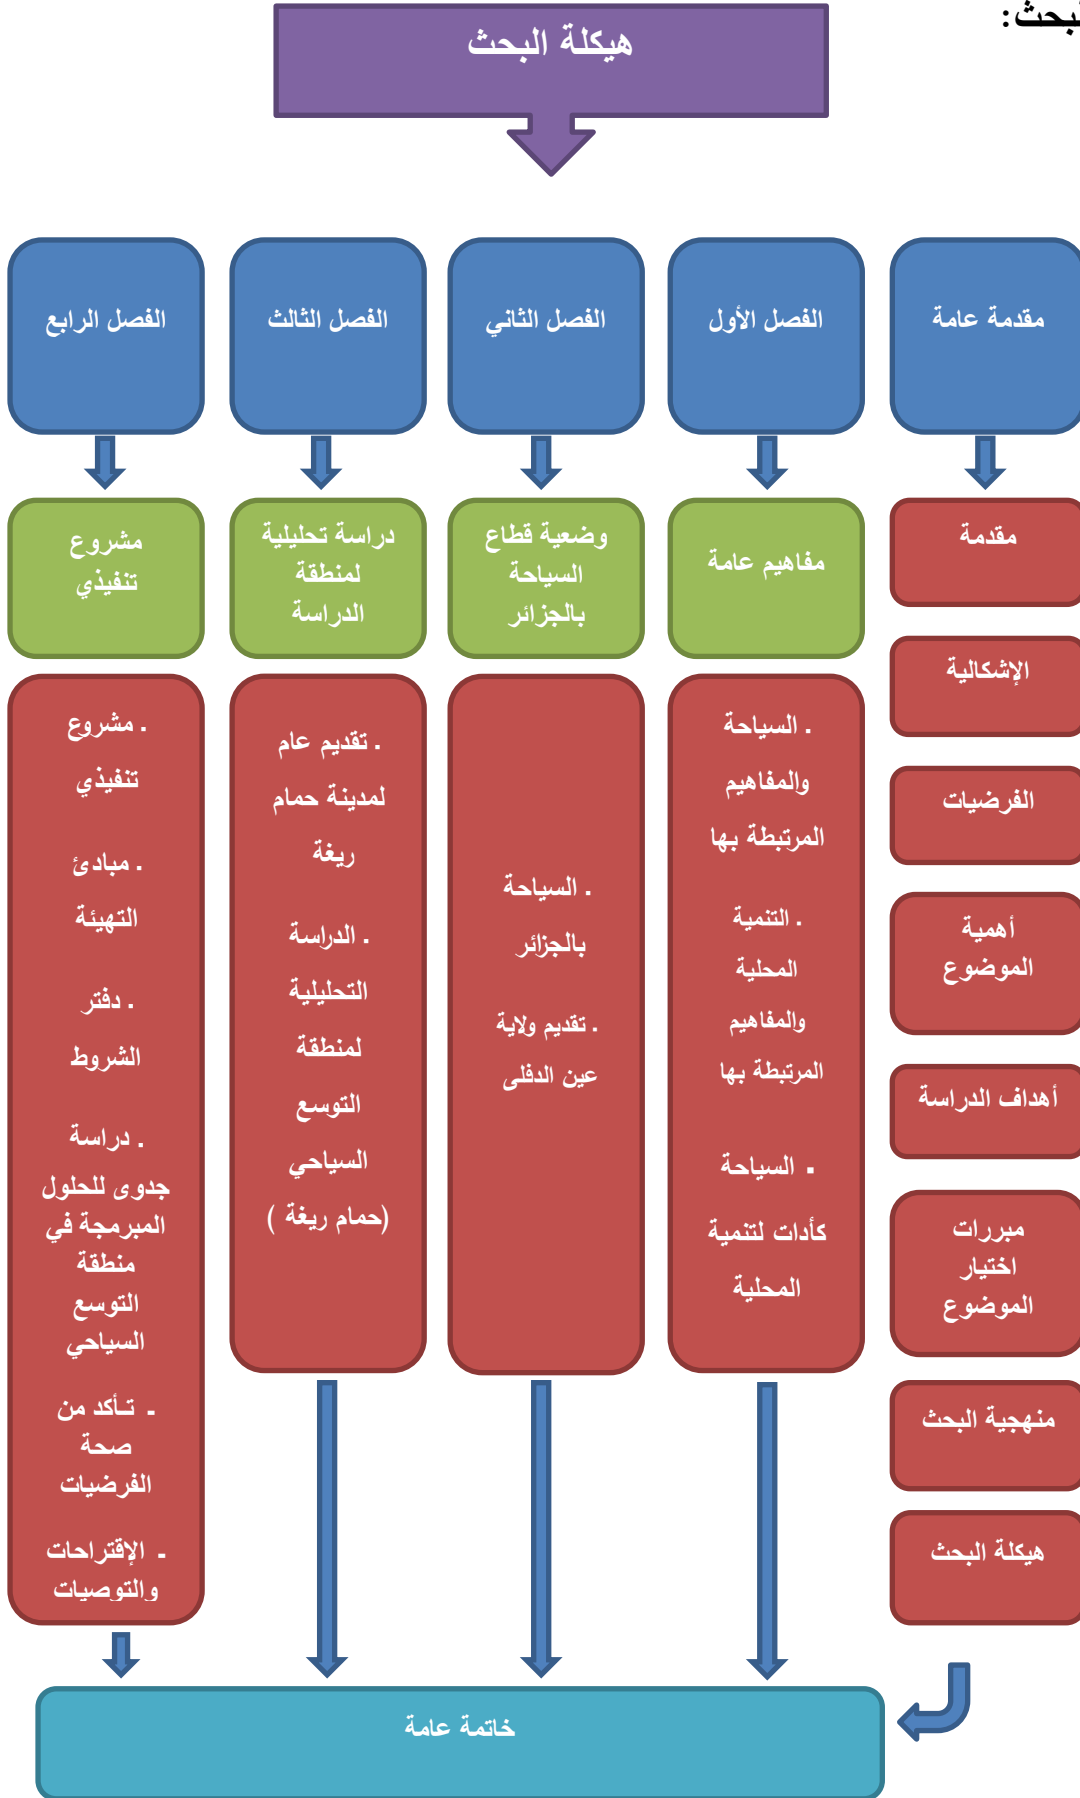 لبحث:
هيكلة البحث
مقدمة عامة
الفصل الأول
الفصل الثاني
الفصل الثالث
الفصل الرابع
مقدمة
الإشكالية
الفرضيات
أهمية
الموضوع
أهداف الدراسة
مبررات
اختيار
الموضوع
منهجية البحث
هيكلة البحث
مفاهيم عامة
. السياحة
والمفاهيم
المرتبطة بها
. التنمية
المحلية
والمفاهيم
المرتبطة بها
. السياحة
كأدات لتنمية
المحلية
وضعية قطاع
السياحة
بالجزائر
. السياحة
بالجزائر
. تقديم ولاية
عين الدفلى
دراسة تحليلية
لمنطقة
الدراسة
. تقديم عام
لمدينة حمام
ريغة
. الدراسة
التحليلية
لمنطقة
التوسع
السياحي
(حمام ريغة )
مشروع
تنفيذي
. مشروع
تنفيذي
. مبادئ
التهيئة
. دفتر
الشروط
. دراسة
جدوى للحلول
المبرمجة في
منطقة
التوسع
السياحي
- تأكد من
صحة
الفرضيات
- الإقتراحات
والتوصيات
خاتمة عامة